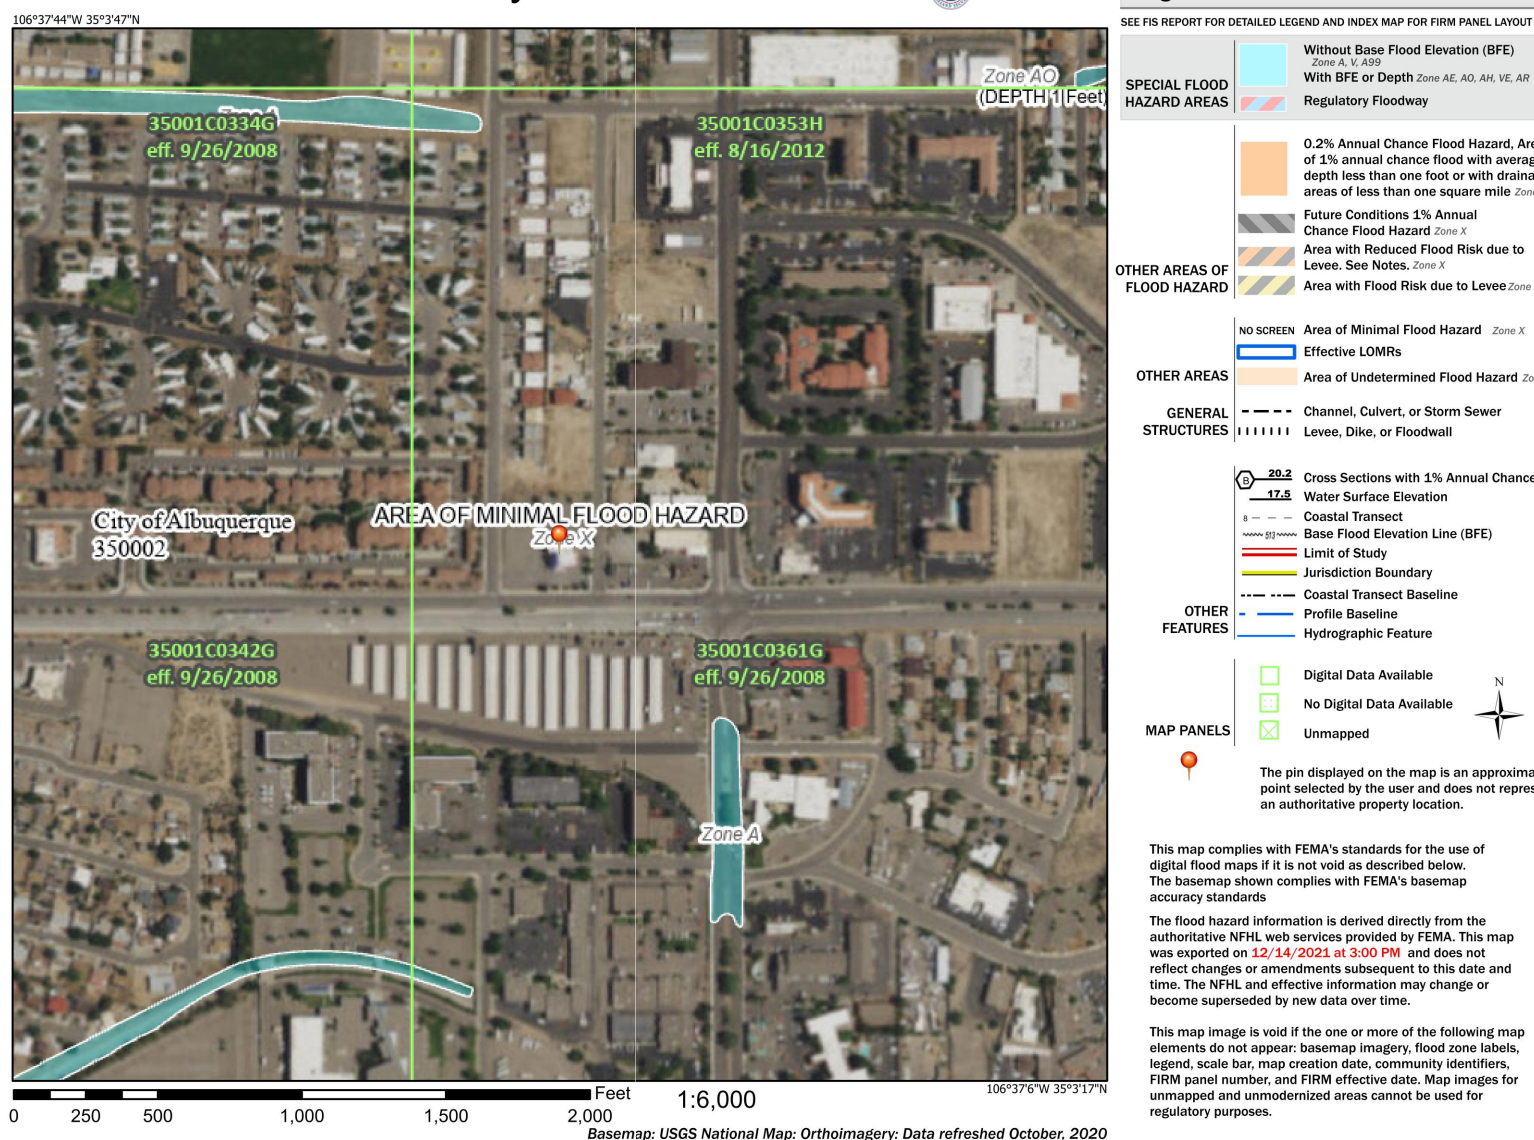 106°37'44"W 35°3'47"N
SEE FIS REPORT FOR DETAILED LEGEND AND INDEX MAP FOR FIRM PANEL LAYOUT
Zone AO
(DEPTH 1 Feet)
Zone A
35001C0334G
eff. 9/26/2008
35001C0353H
eff. 8/16/2012
City of Albuquerque
350002
AREA OF MINIMAL FLOOD HAZARD
Zone X
35001C0342G
eff. 9/26/2008
35001C0361G
eff. 9/26/2008
Zone A
106°37'6"W 35°3'17"N
Feet
1:6,000
0 250 500 1,000 1,500 2,000
Basemap: USGS National Map: Orthoimagery: Data refreshed October, 2020
SPECIAL FLOOD
HAZARD AREAS
Without Base Flood Elevation (BFE)
Zone A, V, A99
With BFE or Depth Zone AE, AO, AH, VE, AR
Regulatory Floodway
OTHER AREAS OF
FLOOD HAZARD
0.2% Annual Chance Flood Hazard,
of 1% annual chance flood with
depth less than one foot or with
areas of less than one square mile
Future Conditions 1% Annual
Chance Flood Hazard Zone X
Area with Reduced Flood Risk due to
Levee. See Notes. Zone X
Area with Flood Risk due to Levee Zone
OTHER AREAS
NO SCREEN Area of Minimal Flood Hazard Zone X
Effective LOMRs
Area of Undetermined Flood Hazard
GENERAL
STRUCTURES
Channel, Culvert, or Storm Sewer
Levee, Dike, or Floodwall
OTHER
FEATURES
B 20.2 Cross Sections with 1% Annual Chance
17.5 Water Surface Elevation
8 Coastal Transect
513 Base Flood Elevation Line (BFE)
Limit of Study
Jurisdiction Boundary
Coastal Transect Baseline
Profile Baseline
Hydrographic Feature
MAP PANELS
Digital Data Available
No Digital Data Available
Unmapped
N
The pin displayed on the map is an
point selected by the user and does not
an authoritative property location.
This map complies with FEMA's standards for the use of
digital flood maps if it is not void as described below.
The basemap shown complies with FEMA's basemap
accuracy standards
The flood hazard information is derived directly from the
authoritative NFHL web services provided by FEMA. This map
was exported on 12/14/2021 at 3:00 PM and does not
reflect changes or amendments subsequent to this date and
time. The NFHL and effective information may change or
become superseded by new data over time.
This map image is void if the one or more of the following map
elements do not appear: basemap imagery, flood zone labels,
legend, scale bar, map creation date, community identifiers,
FIRM panel number, and FIRM effective date. Map images for
unmapped and unmodernized areas cannot be used for
regulatory purposes.